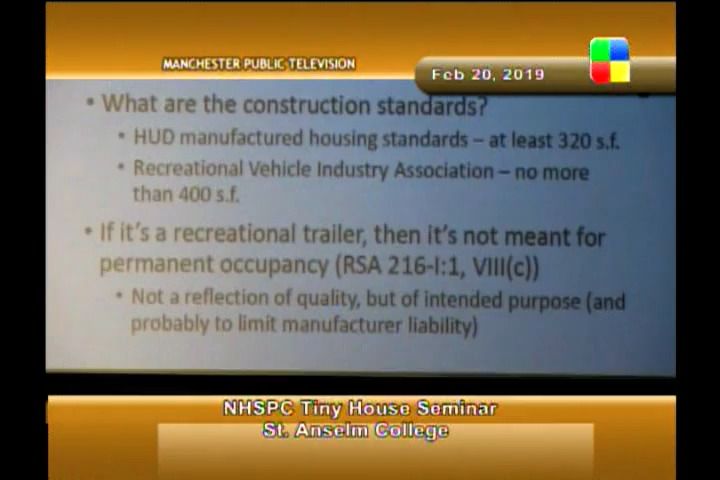 MANCHESTER PUBLIC TELEVISION
Feb 20, 2019
• What are the construction standards?
• HUD manufactured housing standards – at least 320 s.f.
• Recreational Vehicle Industry Association – no more
than 400 s.f.
• If it's a recreational trailer, then it's not meant for
permanent occupancy (RSA 216-I:1, VIII(c))
• Not a reflection of quality, but of intended purpose (and
probably to limit manufacturer liability)
NHSPC Tiny House Seminar
St. Anselm College